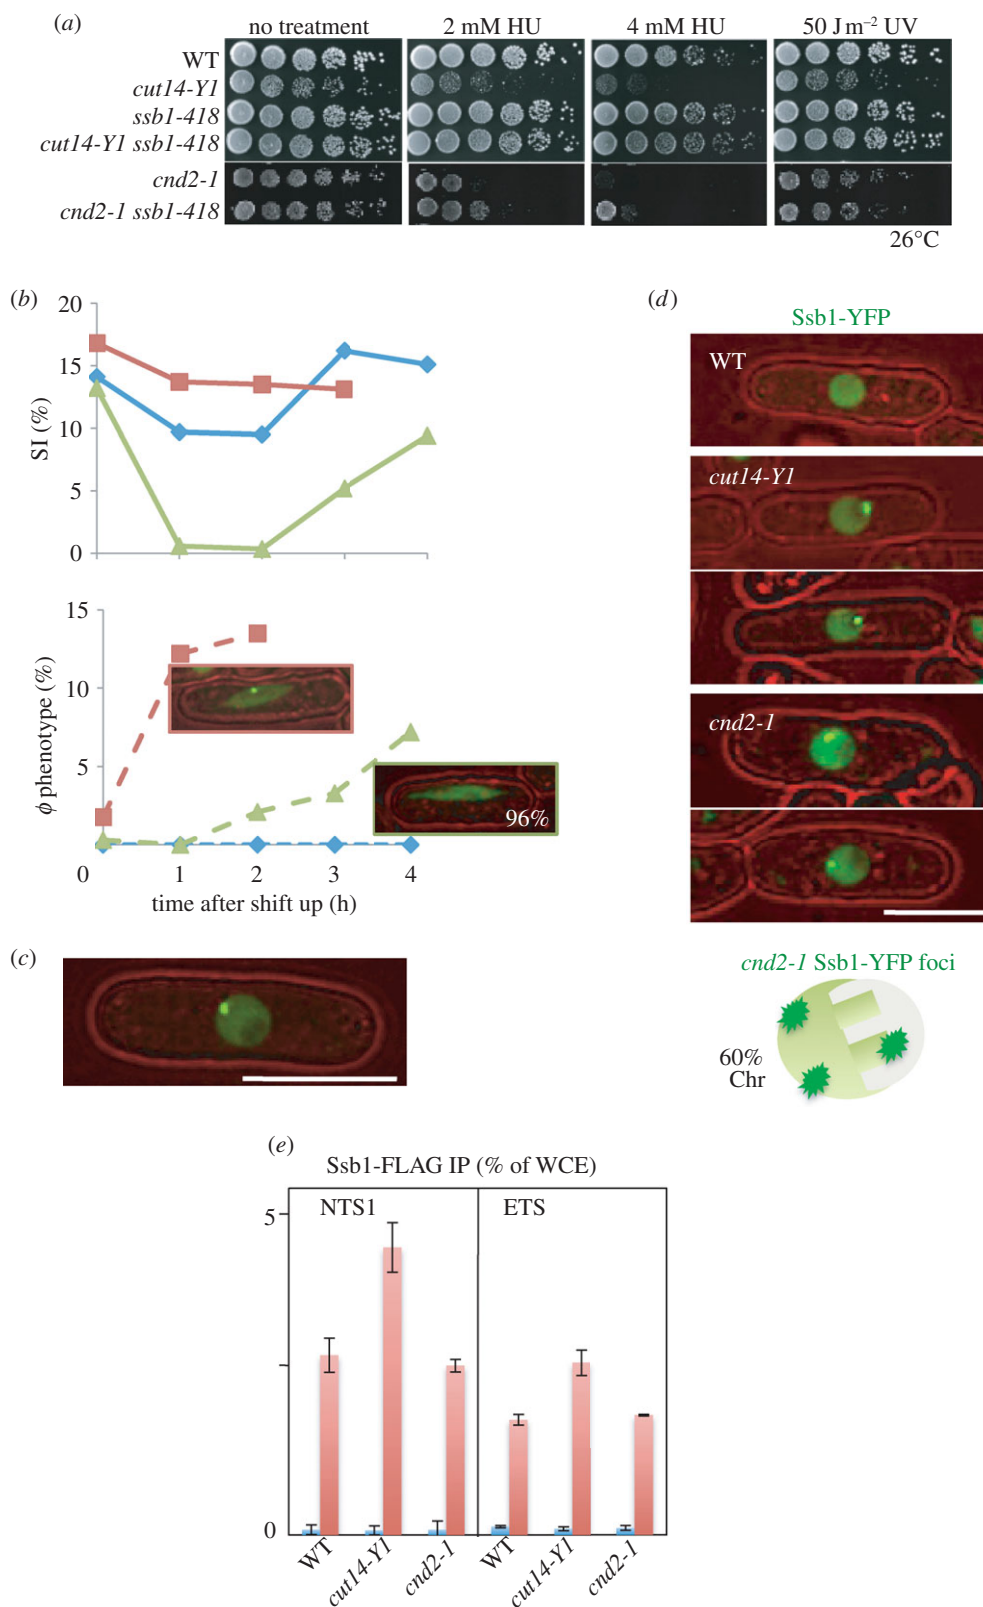 (a)
no treatment 2 mM HU 4 mM HU 50 J m⁻² UV
WT
cut14-Y1
ssb1-418
cut14-Y1 ssb1-418
cnd2-1
cnd2-1 ssb1-418
26°C
(b)
20
15
10
5
0
SI (%)
15
10
5
0
ϕ phenotype (%)
96%
1 2 3 4
time after shift up (h)
(c)
(d)
Ssb1-YFP
WT
cut14-Y1
cnd2-1
cnd2-1 Ssb1-YFP foci
60%
Chr
(e)
Ssb1-FLAG IP (% of WCE)
NTS1 ETS
5
0
WT cut14-Y1 cnd2-1 WT cut14-Y1 cnd2-1